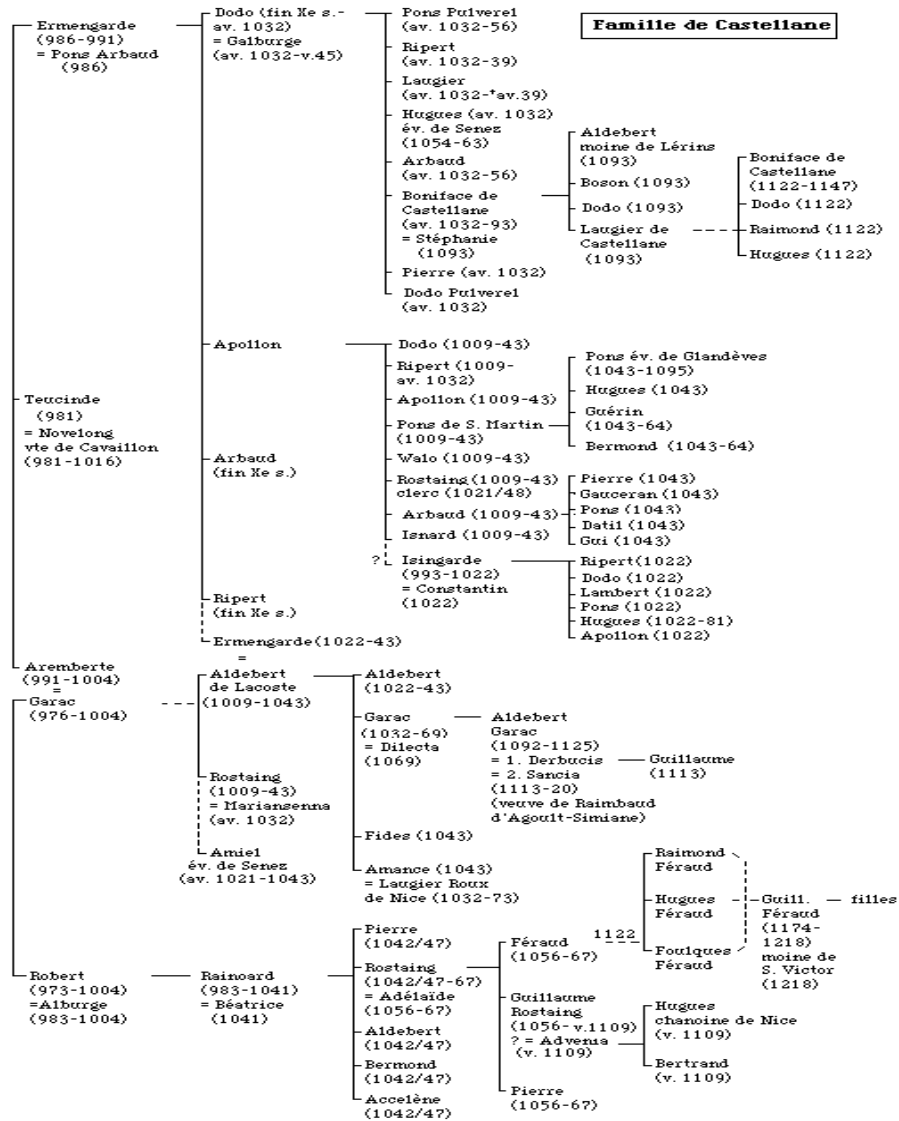 Famille de Castellane
Ermengarde
(986-991)
= Pons Arbaud
(986)
Teucinde
(981)
= Novelong
vte de Cavaillon
(981-1016)
Aremberte
(991-1004)
=
Garac
(976-1004)
Robert
(973-1004)
=Alburge
(983-1004)
Dodo (fin Xe s.-
av. 1032)
= Galburge
(av. 1032-v.45)
Apollon
Arbaud
(fin Xe s.)
Ripert
(fin Xe s.)
Ermengarde(1022-43)
=
Aldebert
de Lacoste
(1009-1043)
Rostaing
(1009-43)
= Mariansenna
(av. 1032)
Amiel
év. de Senez
(av. 1021-1043)
Rainoard
(983-1041)
= Béatrice
(1041)
Pons Pulverel
(av. 1032-56)
Ripert
(av. 1032-39)
Laugier
(av. 1032-†av.39)
Hugues (av. 1032)
év. de Senez
(1054-63)
Arbaud
(av. 1032-56)
Boniface de
Castellane
(av. 1032-93)
= Stéphanie
(1093)
Pierre (av. 1032)
Dodo Pulverel
(av. 1032)
Aldebert
moine de Lérins
(1093)
Boson (1093)
Dodo (1093)
Laugier de
Castellane
(1093)
Boniface de
Castellane
(1122-1147)
Dodo (1122)
Raimond (1122)
Hugues (1122)
Dodo (1009-43)
Ripert (1009-
av. 1032)
Apollon (1009-43)
Pons de S. Martin
(1009-43)
Walo (1009-43)
Rostaing (1009-43)
clerc (1021/48)
Arbaud (1009-43)
Isnard (1009-43)
? Isingarde
(993-1022)
= Constantin
(1022)
Pons év. de Glandèves
(1043-1095)
Hugues (1043)
Guérin
(1043-64)
Bermond (1043-64)
Pierre (1043)
Gauceran (1043)
Pons (1043)
Datil (1043)
Gui (1043)
Ripert(1022)
Dodo (1022)
Lambert (1022)
Pons (1022)
Hugues (1022-81)
Apollon (1022)
Aldebert
(1022-43)
Garac
(1032-69)
= Dilecta
(1069)
Fides (1043)
Amance (1043)
= Laugier Roux
de Nice (1032-73)
Aldebert
Garac
(1092-1125)
= 1. Derbucis
= 2. Sancia
(1113-20)
(veuve de Raimbaud
d'Agoult-Simiane)
Guillaume
(1113)
Pierre
(1042/47)
Rostaing
(1042/47-67)
= Adélaïde
(1056-67)
Aldebert
(1042/47)
Bermond
(1042/47)
Accelène
(1042/47)
Féraud
(1056-67)
Guillaume
Rostaing
(1056- v.1109)
? = Advenia
(v. 1109)
Pierre
(1056-67)
1122
Raimond
Féraud
Hugues
Féraud
Foulques
Féraud
Guill.
Féraud
(1174-
1218)
moine de
S. Victor
(1218)
filles
Hugues
chanoine de Nice
(v. 1109)
Bertrand
(v. 1109)